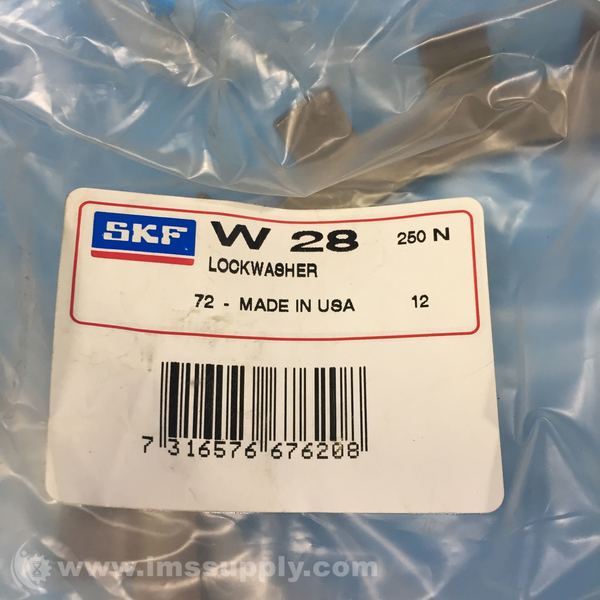 SKF W 28 250 N
LOCKWASHER
72 - MADE IN USA 12
7 316576 676208
© www.imssupply.com/